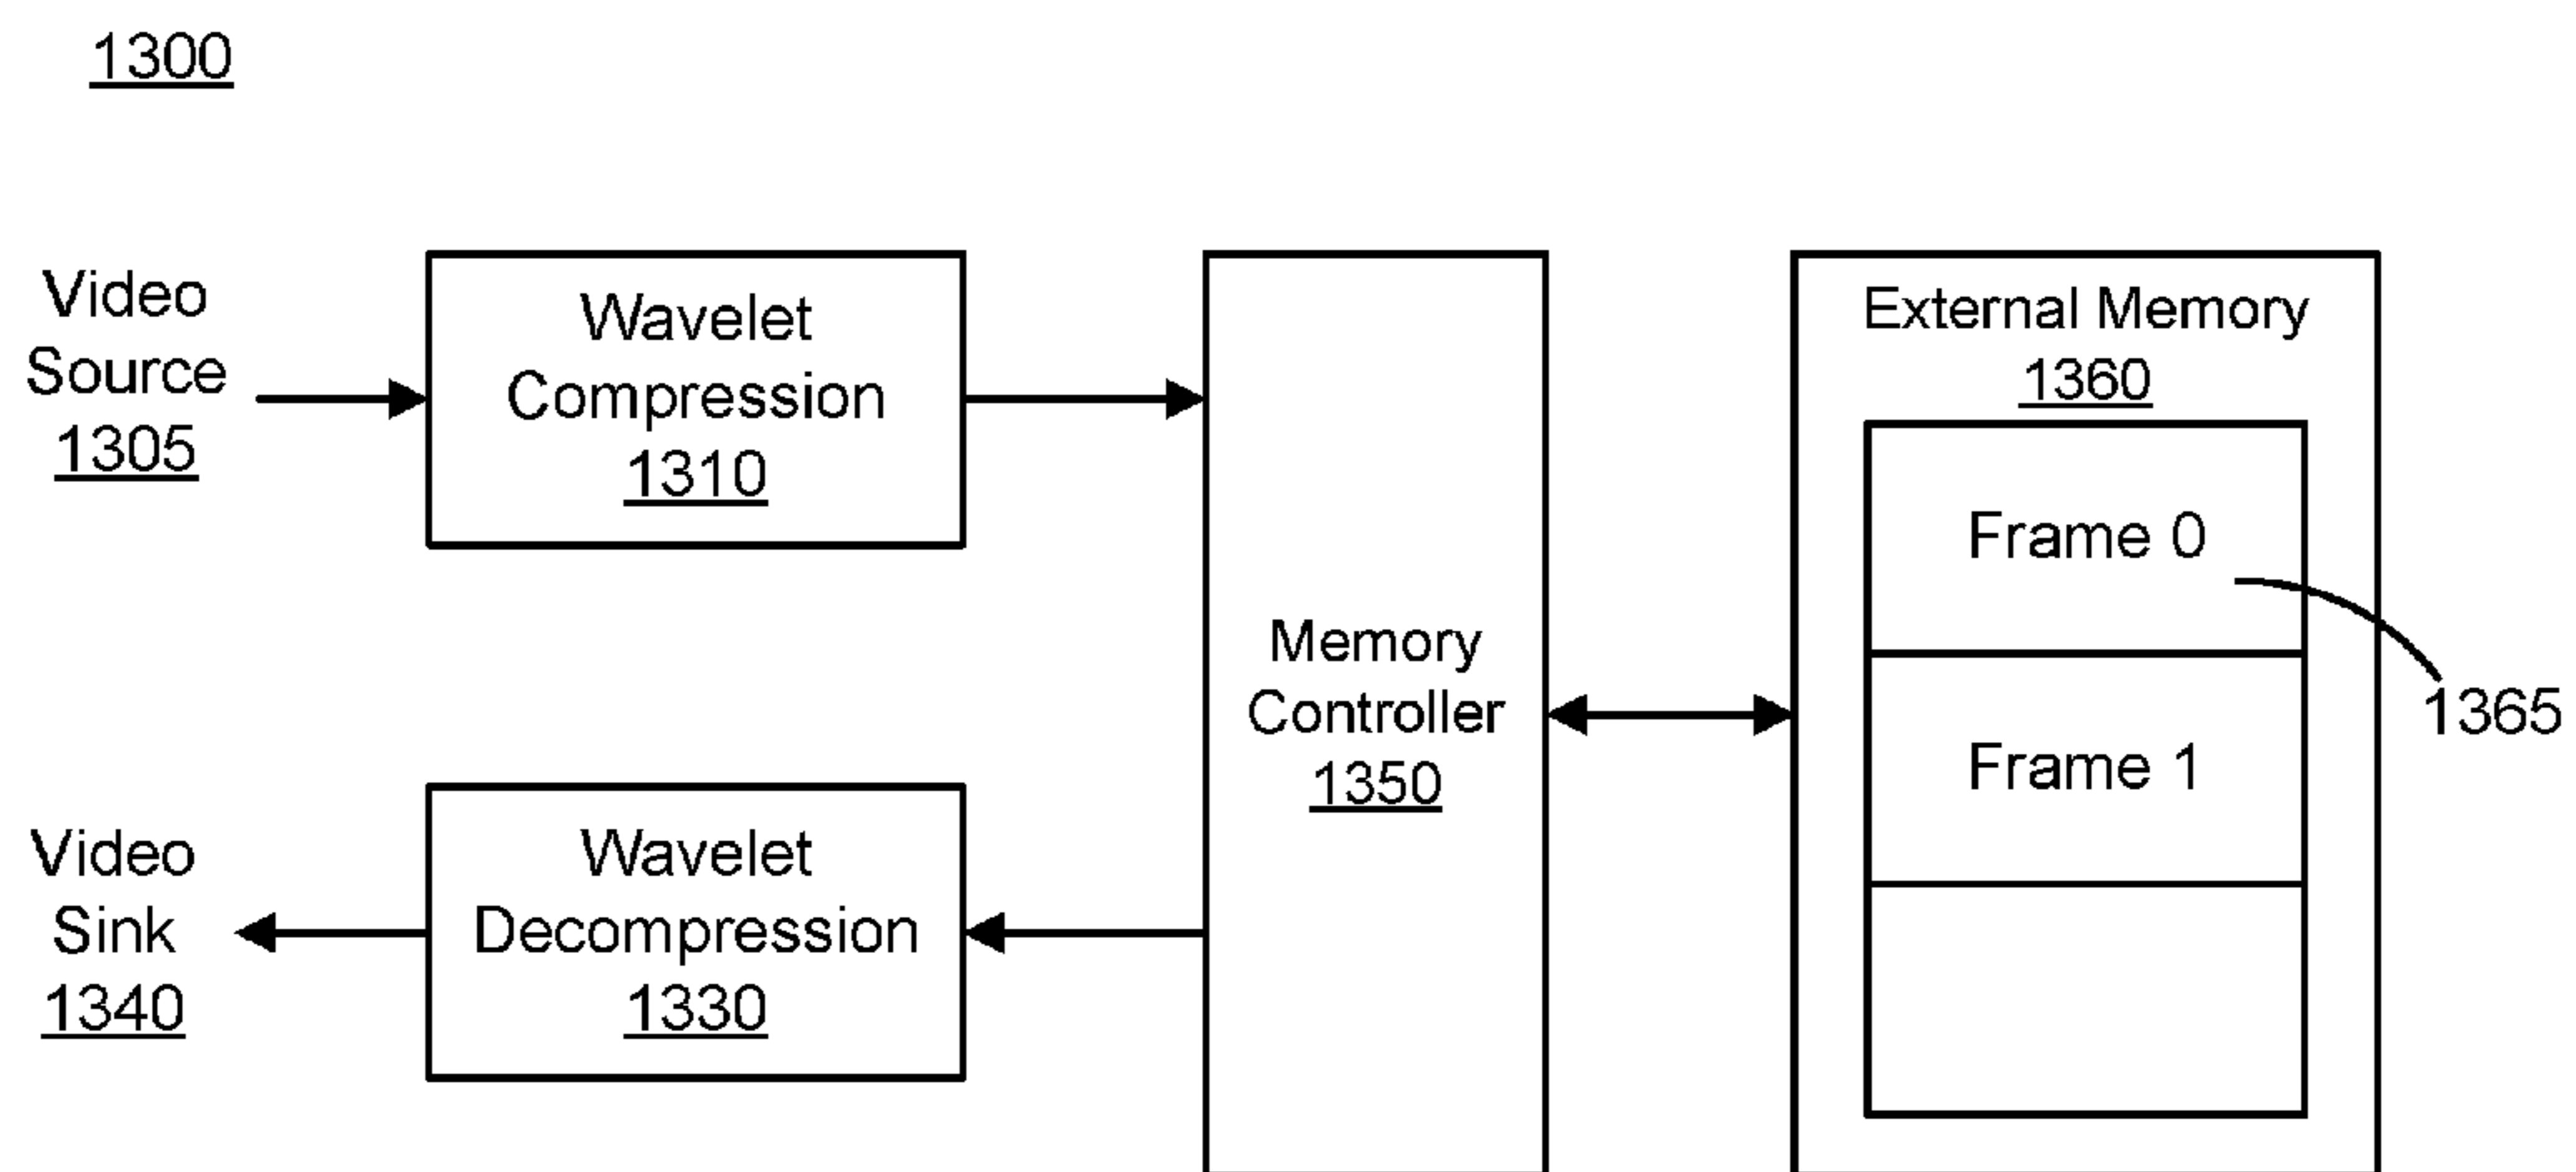 1300
Video
Source
1305
Wavelet
Compression
1310
Video
Sink
1340
Wavelet
Decompression
1330
Memory
Controller
1350
External Memory
1360
Frame 0
Frame 1
1365